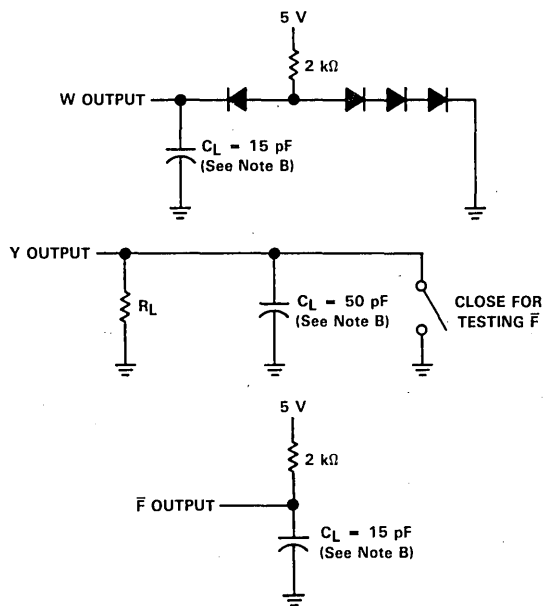 5 V
2 kΩ
W OUTPUT
C_L = 15 pF
(See Note B)
Y OUTPUT
R_L
C_L = 50 pF
(See Note B)
CLOSE FOR
TESTING F̄
5 V
2 kΩ
F̄ OUTPUT
C_L = 15 pF
(See Note B)